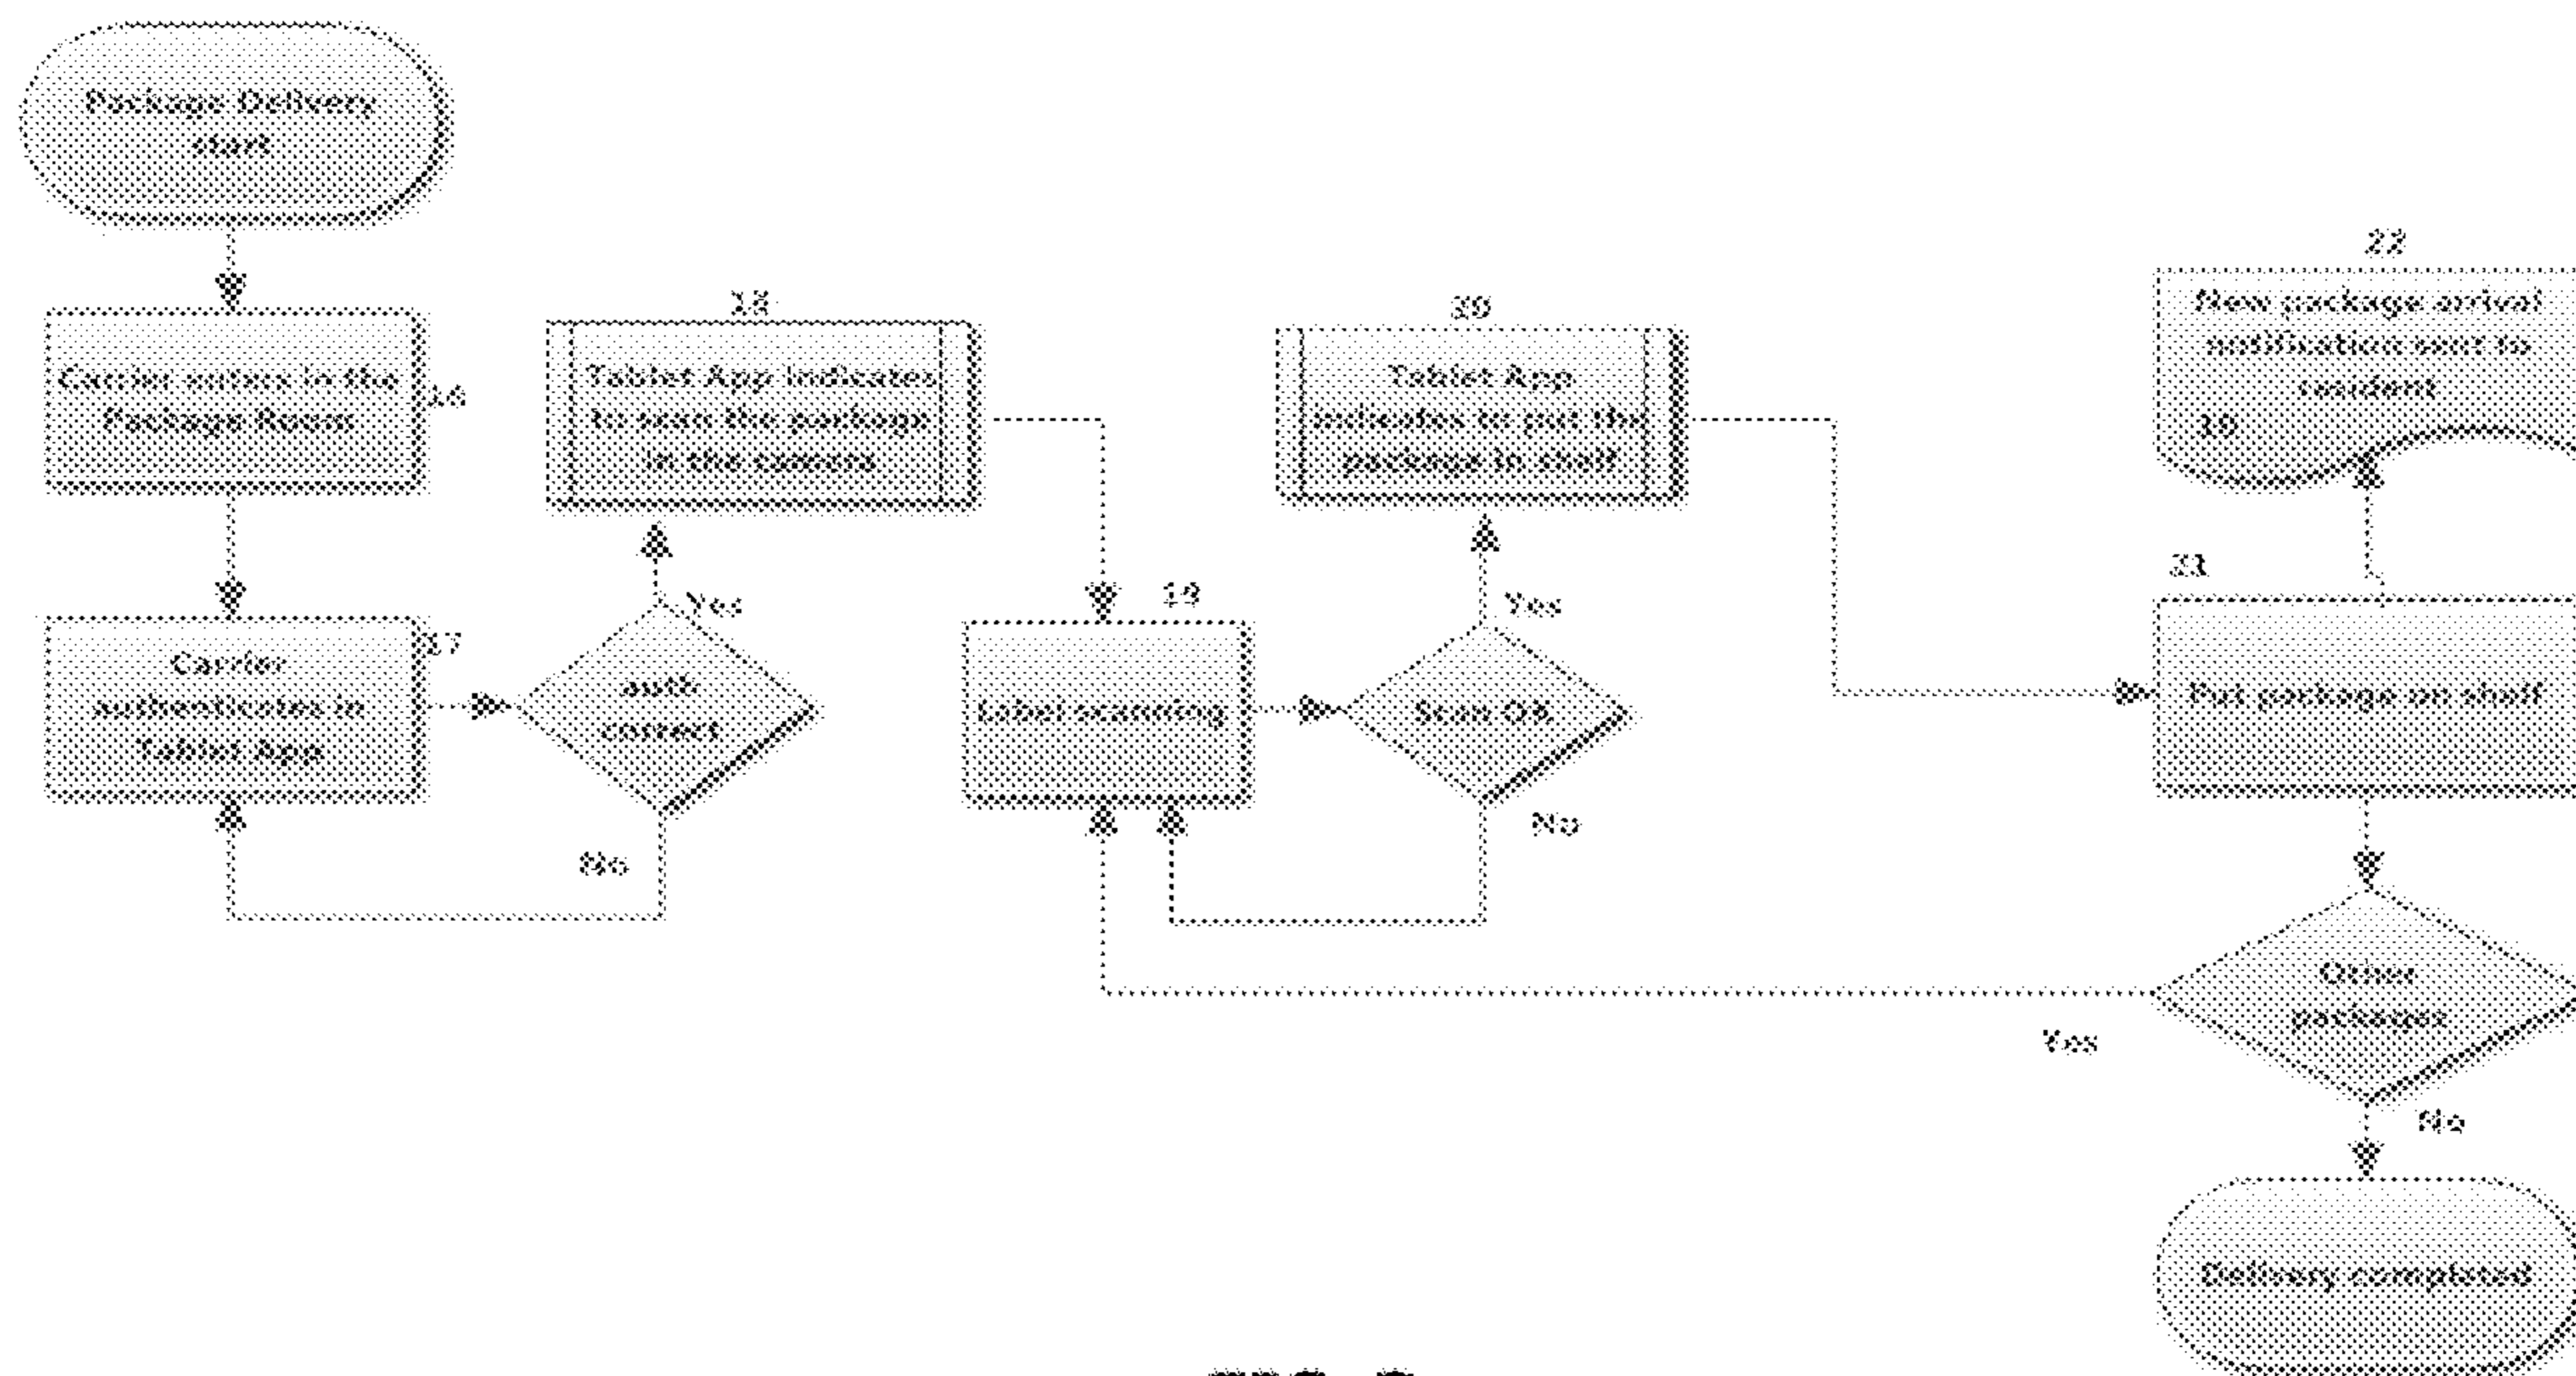 Package Delivery
start
Carrier enters in the
Package Room
16
Carrier
authenticates in
Tablet App
17
auth
correct
Yes
No
18
Tablet App indicates
to scan the package
in the camera
19
Label scanning
Scan OK
Yes
No
20
Tablet App
indicates to put the
package in shelf
21
Put package on shelf
22
New package arrival
notification sent to
resident
19
Other
packages
Yes
No
Delivery completed